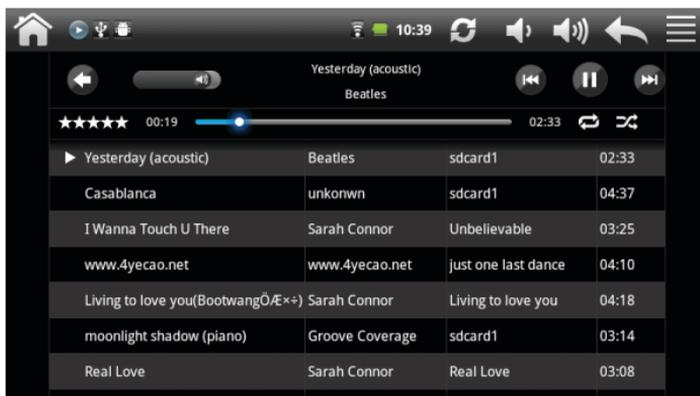 10:39
Yesterday (acoustic)
Beatles
00:19 02:33
Yesterday (acoustic) Beatles sdcard1 02:33
Casablanca unkonwn sdcard1 04:37
I Wanna Touch U There Sarah Connor Unbelievable 03:25
www.4yecao.net www.4yecao.net just one last dance 04:10
Living to love you(BootwangÖÆ×÷) Sarah Connor Living to love you 04:18
moonlight shadow (piano) Groove Coverage sdcard1 03:14
Real Love Sarah Connor Real Love 03:08